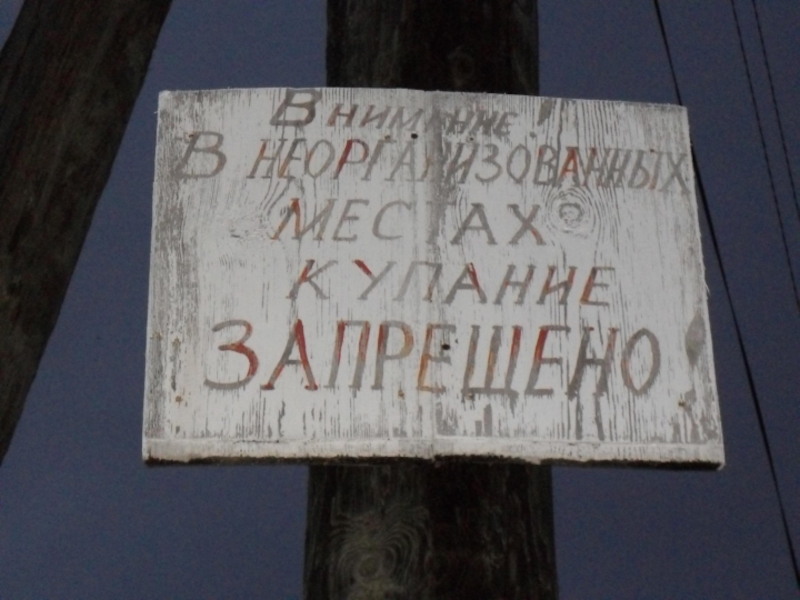 Внимание!
В НЕОРГАНИЗОВАННЫХ
МЕСТАХ
КУПАНИЕ
ЗАПРЕЩЕНО!